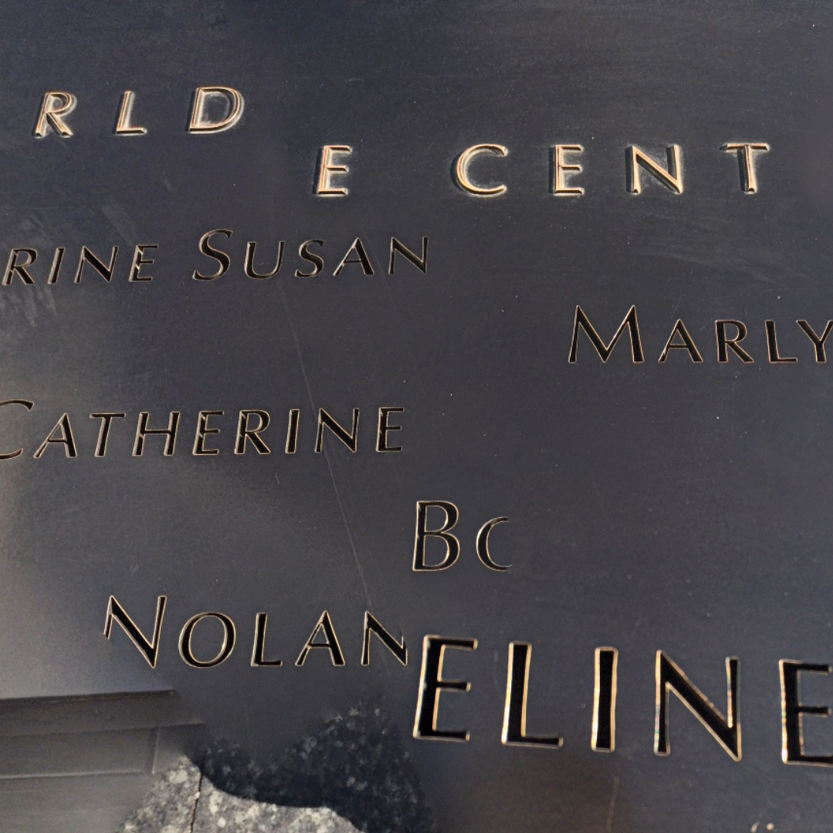 RLD
E CENT
RINE SUSAN
MARLY
CATHERINE
BC
NOLAN
ELINE